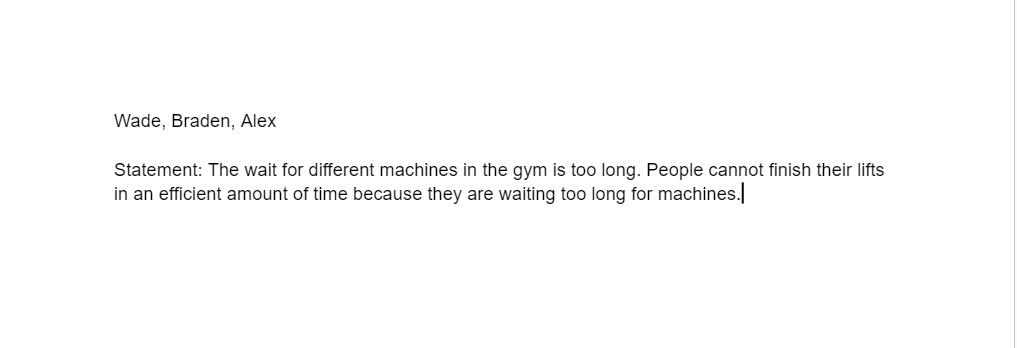 Wade, Braden, Alex
Statement: The wait for different machines in the gym is too long. People cannot finish their lifts
in an efficient amount of time because they are waiting too long for machines.